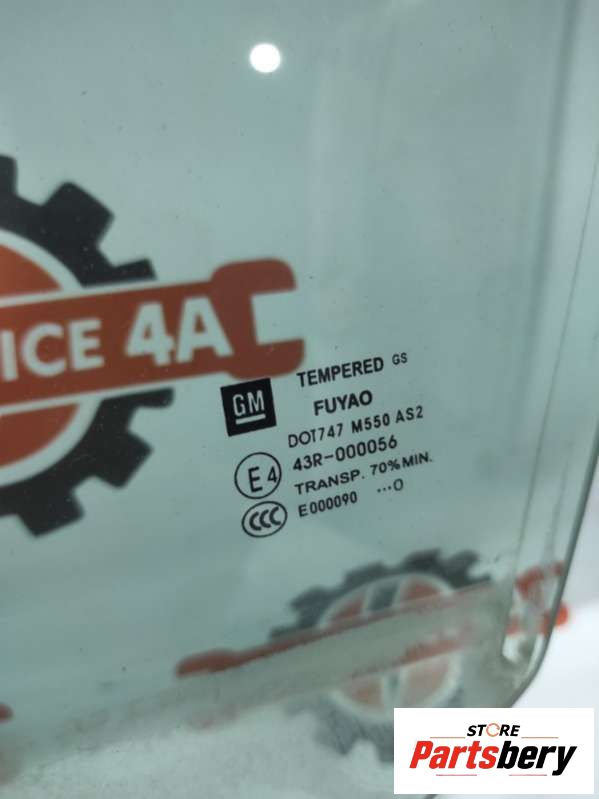 ICE 4A
GM
TEMPERED GS
FUYAO
DOT747 M550 AS2
E4
43R-000056
TRANSP. 70%MIN.
CCC
E000090 ...0
STORE
Partsbery